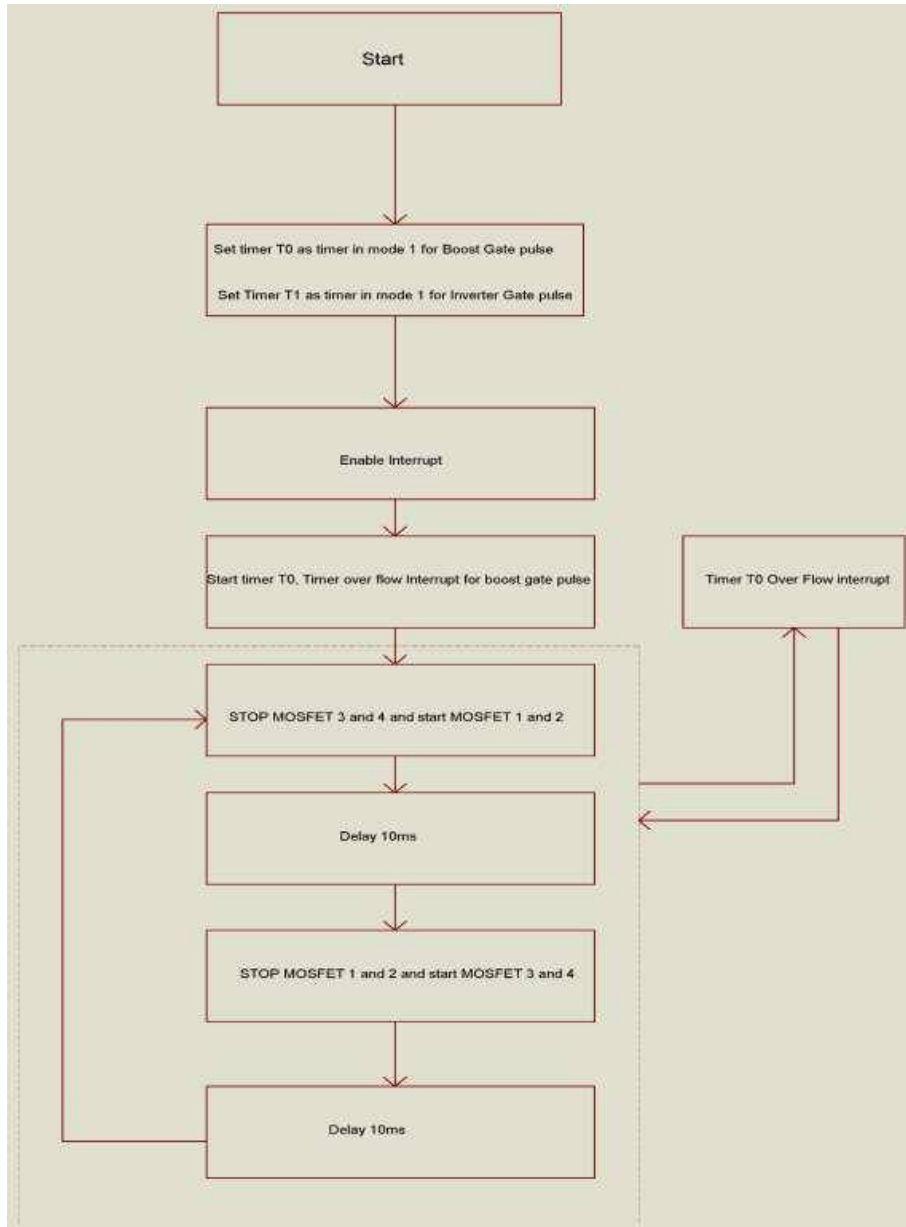 Start
Set timer T0 as timer in mode 1 for Boost Gate pulse
Set Timer T1 as timer in mode 1 for Inverter Gate pulse
Enable Interrupt
Start timer T0, Timer over flow Interrupt for boost gate pulse
Timer T0 Over Flow interrupt
STOP MOSFET 3 and 4 and start MOSFET 1 and 2
Delay 10ms
STOP MOSFET 1 and 2 and start MOSFET 3 and 4
Delay 10ms